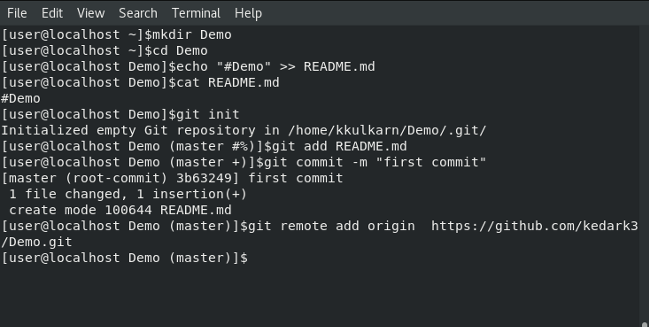 File Edit View Search Terminal Help
[user@localhost ~]$mkdir Demo
[user@localhost ~]$cd Demo
[user@localhost Demo]$echo "#Demo" >> README.md
[user@localhost Demo]$cat README.md
#Demo
[user@localhost Demo]$git init
Initialized empty Git repository in /home/kkulkarn/Demo/.git/
[user@localhost Demo (master #%)]$git add README.md
[user@localhost Demo (master +)]$git commit -m "first commit"
[master (root-commit) 3b63249] first commit
 1 file changed, 1 insertion(+)
 create mode 100644 README.md
[user@localhost Demo (master)]$git remote add origin  https://github.com/kedark3
/Demo.git
[user@localhost Demo (master)]$